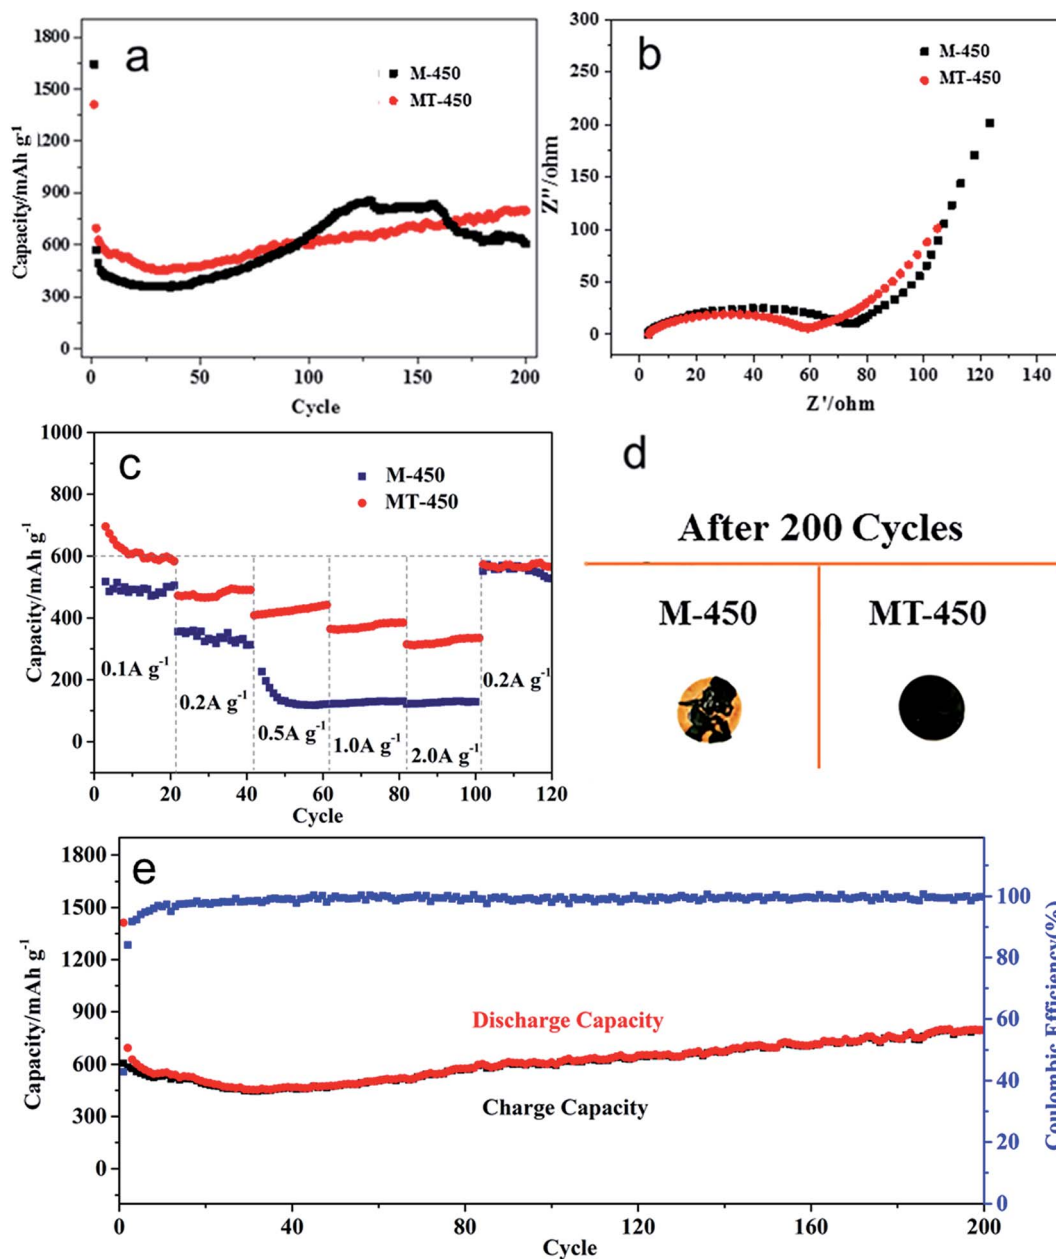 a
M-450
MT-450
1800
1500
1200
900
600
300
0
Capacity/mAh g⁻¹
0
50
100
150
200
Cycle
b
M-450
MT-450
300
250
200
150
100
50
0
Z''/ohm
0
20
40
60
80
100
120
140
Z'/ohm
c
M-450
MT-450
1000
800
600
400
200
0
Capacity/mAh g⁻¹
0.1A g⁻¹
0.2A g⁻¹
0.5A g⁻¹
1.0A g⁻¹
2.0A g⁻¹
0.2A g⁻¹
0
20
40
60
80
100
120
Cycle
d
After 200 Cycles
M-450
MT-450
e
1800
1500
1200
900
600
300
0
Capacity/mAh g⁻¹
Discharge Capacity
Charge Capacity
100
80
60
40
20
0
Coulombic Efficiency(%)
0
40
80
120
160
200
Cycle